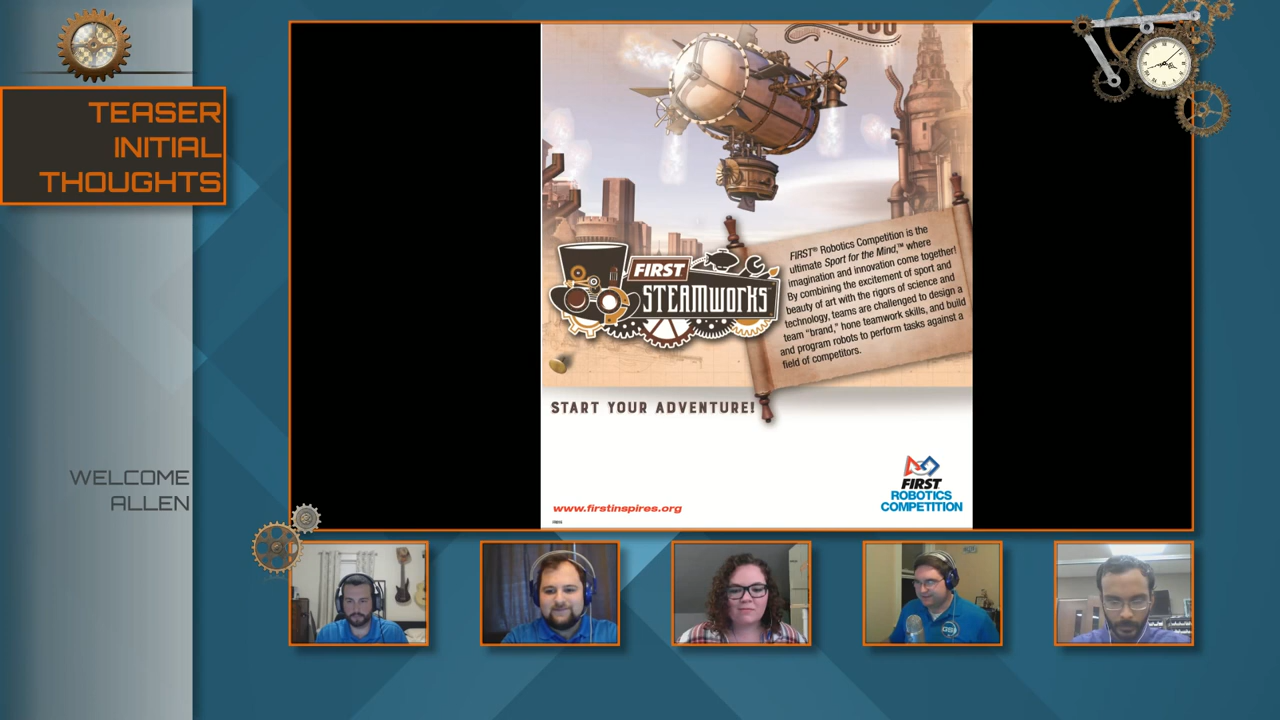 TEASER
INITIAL
THOUGHTS
WELCOME
ALLEN
FIRST
STEAMWORKS
FIRST® Robotics Competition is the
ultimate Sport for the Mind,™ where
imagination and innovation come together!
By combining the excitement of sport and
beauty of art with the rigors of science and
technology, teams are challenged to design a
team "brand," hone teamwork skills, and build
and program robots to perform tasks against a
field of competitors.
START YOUR ADVENTURE!
www.firstinspires.org
FIRST
ROBOTICS
COMPETITION